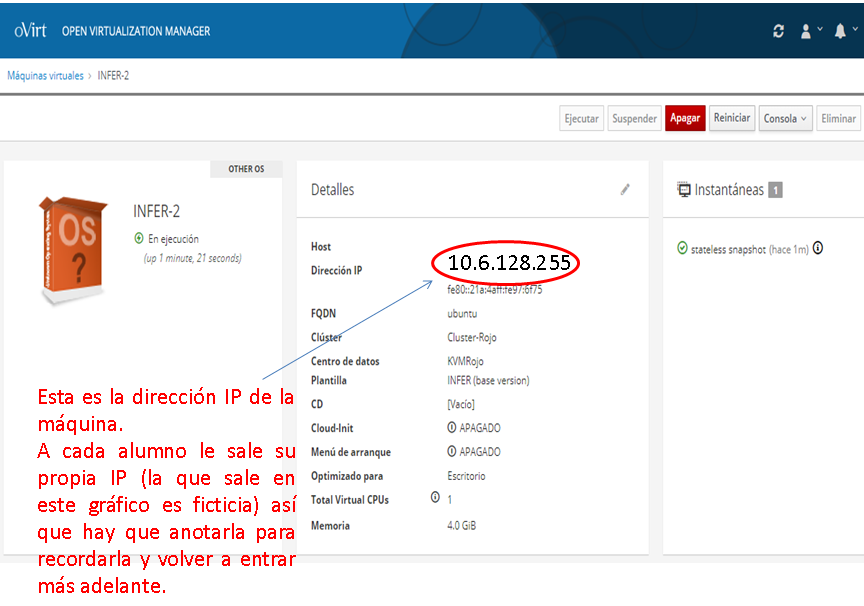 oVirt OPEN VIRTUALIZATION MANAGER
Máquinas virtuales > INFER-2
Ejecutar Suspender Apagar Reiniciar Consola Eliminar
OTHER OS
OS
?
INFER-2
En ejecución
(up 1 minute, 21 seconds)
Detalles
Host
Dirección IP 10.6.128.255
fe80::21a:4aff:fe97:6f75
FQDN ubuntu
Clúster Cluster-Rojo
Centro de datos KVMRojo
Plantilla INFER (base version)
CD [Vacío]
Cloud-Init APAGADO
Menú de arranque APAGADO
Optimizado para Escritorio
Total Virtual CPUs 1
Memoria 4.0 GiB
Instantáneas 1
stateless snapshot (hace 1m)
Esta es la dirección IP de la
máquina.
A cada alumno le sale su
propia IP (la que sale en
este gráfico es ficticia) así
que hay que anotarla para
recordarla y volver a entrar
más adelante.